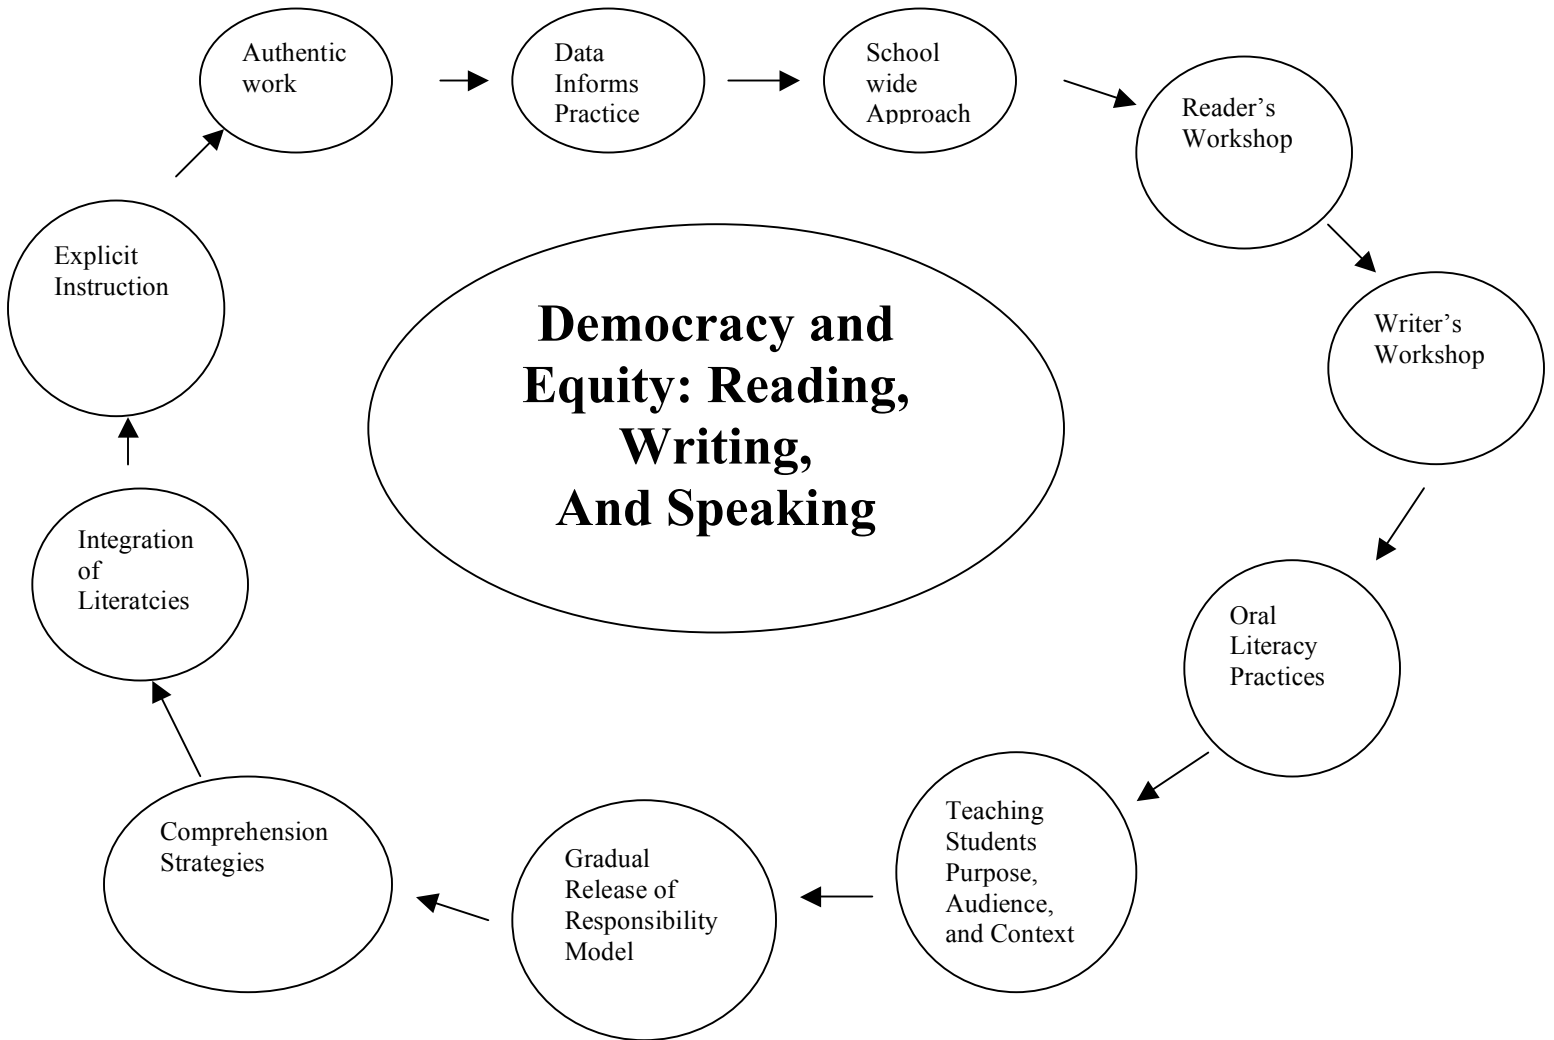 Authentic
work
Data
Informs
Practice
School
wide
Approach
Reader’s
Workshop
Writer’s
Workshop
Oral
Literacy
Practices
Teaching
Students
Purpose,
Audience,
and Context
Gradual
Release of
Responsibility
Model
Comprehension
Strategies
Integration
of
Literatcies
Explicit
Instruction
Democracy and
Equity: Reading,
Writing,
And Speaking